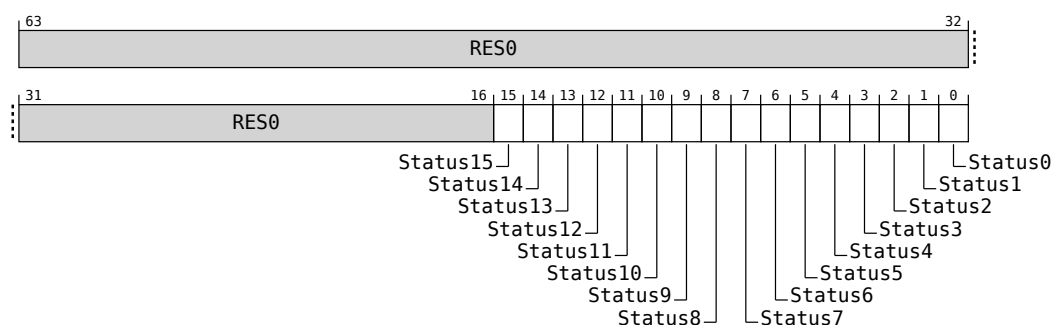 63 32
RES0
31 16 15 14 13 12 11 10 9 8 7 6 5 4 3 2 1 0
RES0
Status15 Status0
Status14 Status1
Status13 Status2
Status12 Status3
Status11 Status4
Status10 Status5
Status9 Status6
Status8 Status7